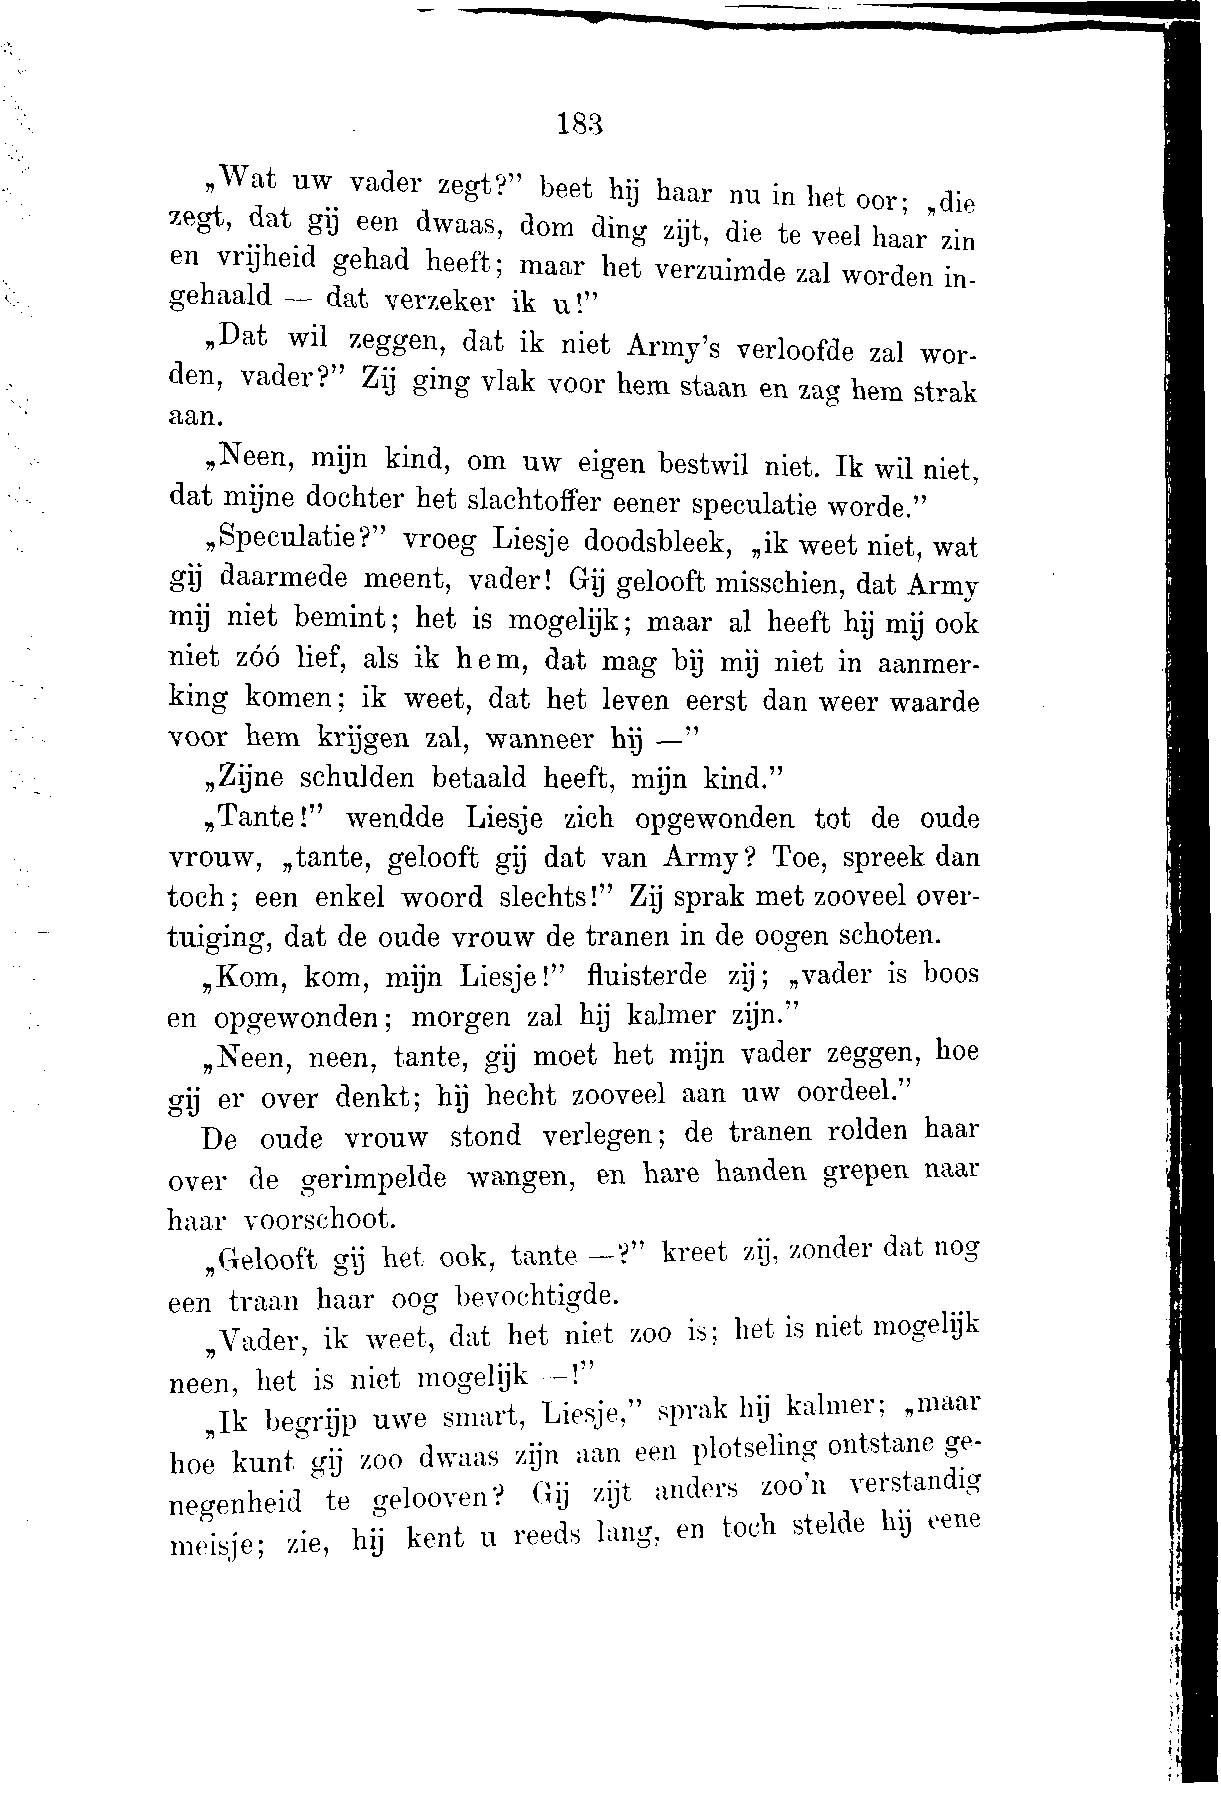 183
„Wat uw vader zegt?” beet hij haar nu in het oor; „die
zegt, dat gij een dwaas, dom ding zijt, die te veel haar zin
en vrijheid gehad heeft; maar het verzuimde zal worden in-
gehaald — dat verzeker ik u!”
„Dat wil zeggen, dat ik niet Army's verloofde zal wor-
den, vader?” Zij ging vlak voor hem staan en zag hem strak
aan.
„Neen, mijn kind, om uw eigen bestwil niet. Ik wil niet,
dat mijne dochter het slachtoffer eener speculatie worde.”
„Speculatie?” vroeg Liesje doodsbleek, „ik weet niet, wat
gij daarmede meent, vader! Gij gelooft misschien, dat Army
mij niet bemint; het is mogelijk; maar al heeft hij mij ook
niet zóó lief, als ik hem, dat mag bij mij niet in aanmer-
king komen; ik weet, dat het leven eerst dan weer waarde
voor hem krijgen zal, wanneer hij —”
„Zijne schulden betaald heeft, mijn kind.”
„Tante!” wendde Liesje zich opgewonden tot de oude
vrouw, „tante, gelooft gij dat van Army? Toe, spreek dan
toch; een enkel woord slechts!” Zij sprak met zooveel over-
tuiging, dat de oude vrouw de tranen in de oogen schoten.
„Kom, kom, mijn Liesje!” fluisterde zij; „vader is boos
en opgewonden; morgen zal hij kalmer zijn.”
„Neen, neen, tante, gij moet het mijn vader zeggen, hoe
gij er over denkt; hij hecht zooveel aan uw oordeel.”
De oude vrouw stond verlegen; de tranen rolden haar
over de gerimpelde wangen, en hare handen grepen naar
haar voorschoot.
„Gelooft gij het ook, tante —?” kreet zij, zonder dat nog
een traan haar oog bevochtigde.
„Vader, ik weet, dat het niet zoo is; het is niet mogelijk
neen, het is niet mogelijk —!”
„Ik begrijp uwe smart, Liesje,” sprak hij kalmer; „maar
hoe kunt gij zoo dwaas zijn aan een plotseling ontstane ge-
negenheid te gelooven? Gij zijt anders zoo'n verstandig
meisje; zie, hij kent u reeds lang, en toch stelde hij eene